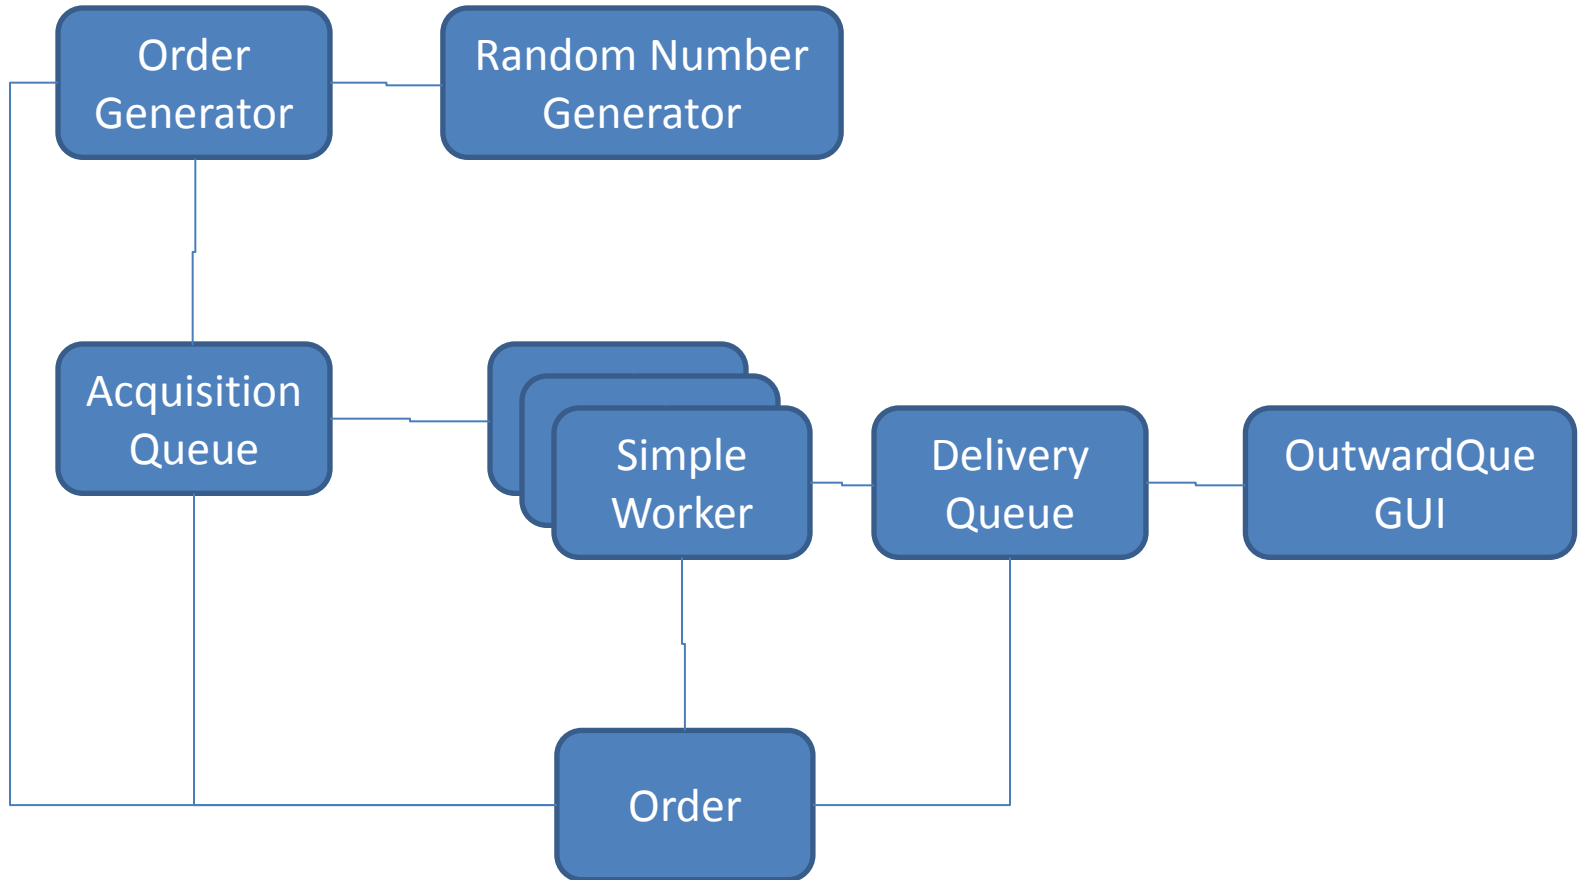 Order
Generator
Random Number
Generator
Acquisition
Queue
Simple
Worker
Delivery
Queue
OutwardQue
GUI
Order